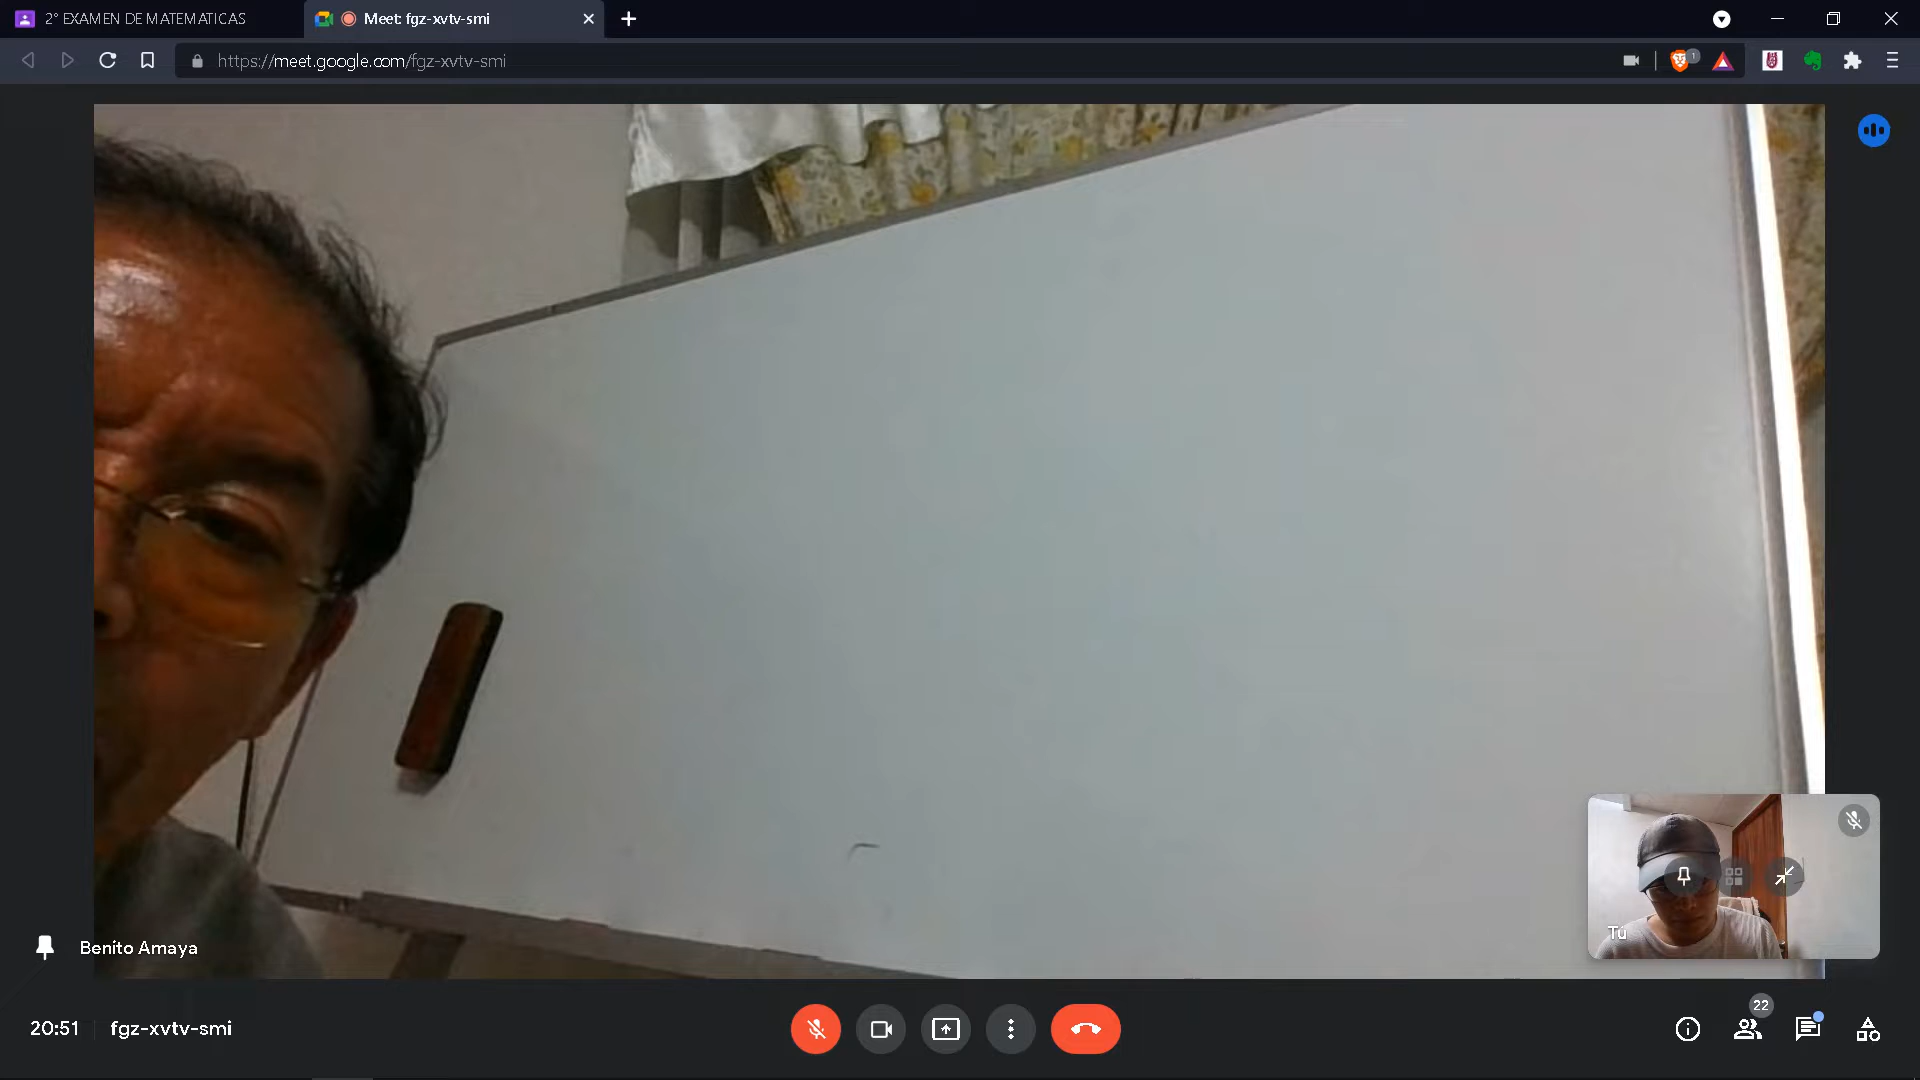 2° EXAMEN DE MATEMATICAS
Meet: fgz-xvtv-smi
https://meet.google.com/fgz-xvtv-smi
1
Tú
Benito Amaya
20:51
fgz-xvtv-smi
22